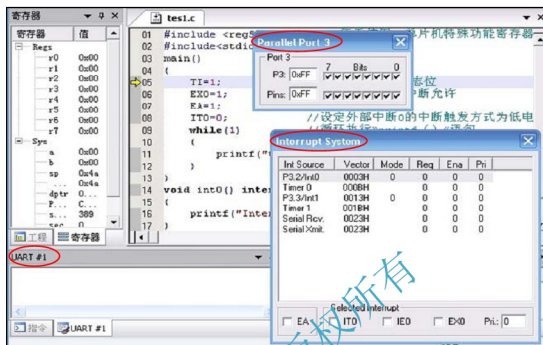 寄存器
寄存器 值
Regs
r0 0x00
r1 0x00
r2 0x00
r3 0x00
r4 0x00
r5 0x00
r6 0x00
r7 0x00
Sys
a 0x00
b 0x00
sp 0x4a
0x4a
dptr 0...
P... C...
s... 389
sec 0
工程 寄存器
test.c
01 #include <regS
片机特殊功能寄存器
02 #include<stdic
03 main()
04 {
05 TI=1;
志位
06 EX0=1;
中断允许
07 EA=1;
08 IT0=0; //设定外部中断0的中断触发方式为低电
09 while(1)
10 {
11 printf("
12 }
13 }
14 void int0() inter
15 {
16 printf("Inter
17 }
Parallel Port 3
Port 3
7 Bits 0
P3: 0xFF
Pins: 0xFF
Interrupt System
Int Source Vector Mode Req Ena Pri
P3.2/Int0 0003H 0 0 0 0
Timer 0 000BH 0 0 0
P3.3/Int1 0013H 0 0 0 0
Timer 1 001BH 0 0 0
Serial Rcv. 0023H 0 0 0
Serial Xmit. 0023H 0 0 0
Selected Interrupt
EA IT0 IE0 EX0 Pri.: 0
UART #1
指令 UART #1
权所有